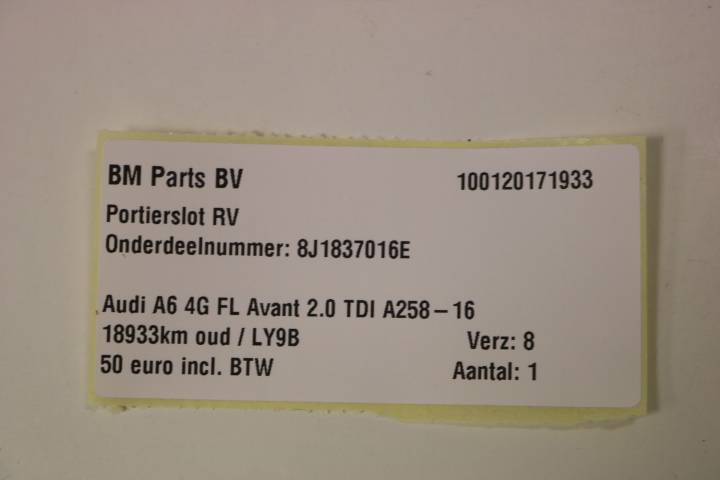 BM Parts BV 100120171933
Portierslot RV
Onderdeelnummer: 8J1837016E
Audi A6 4G FL Avant 2.0 TDI A258-16
18933km oud / LY9B Verz: 8
50 euro incl. BTW Aantal: 1